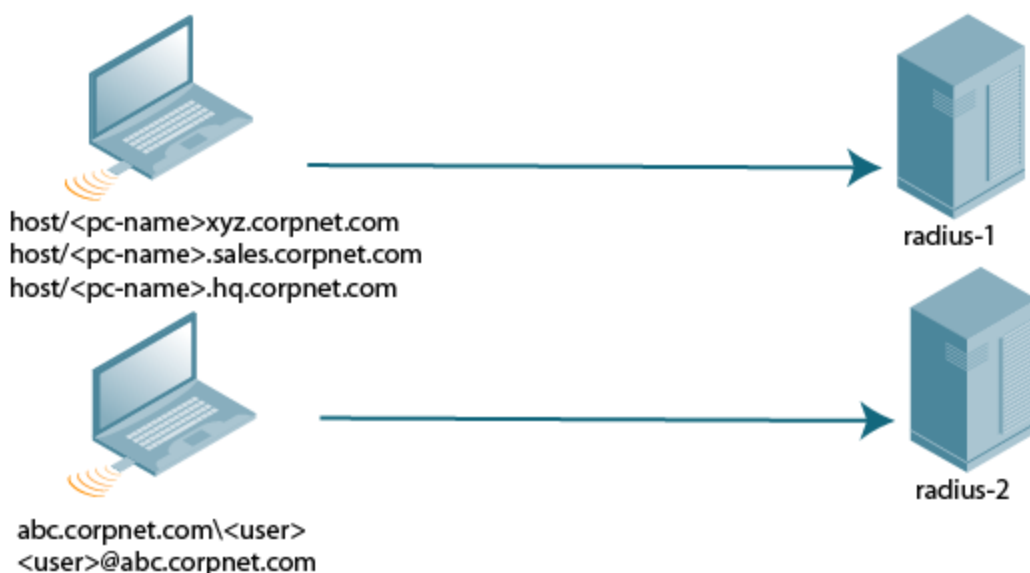 host/<pc-name>xyz.corpnet.com
host/<pc-name>.sales.corpnet.com
host/<pc-name>.hq.corpnet.com
radius-1
abc.corpnet.com\<user>
<user>@abc.corpnet.com
radius-2